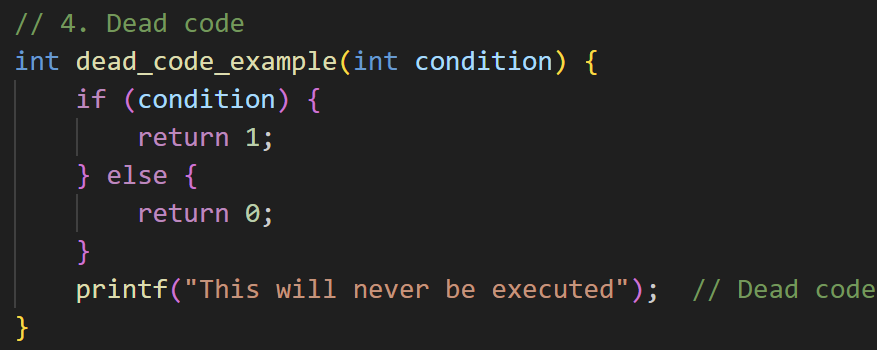 // 4. Dead code
int dead_code_example(int condition) {
if (condition) {
return 1;
} else {
return 0;
}
printf("This will never be executed");  // Dead code
}